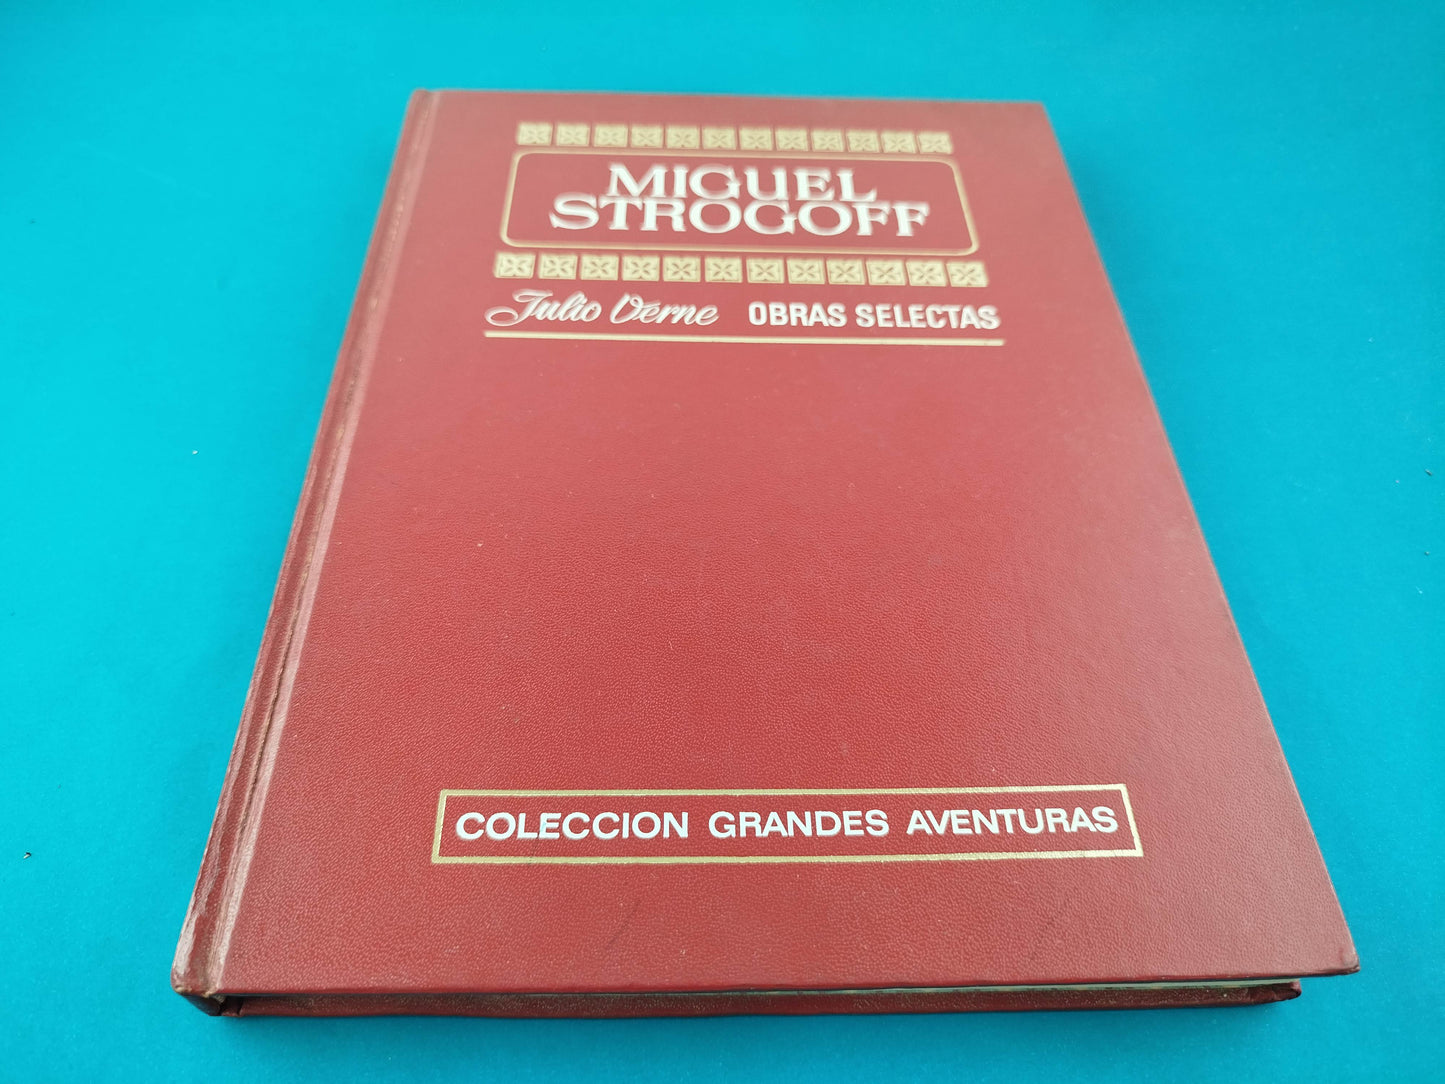 MIGUEL
STROGOFF
Julio Verne OBRAS SELECTAS
COLECCION GRANDES AVENTURAS